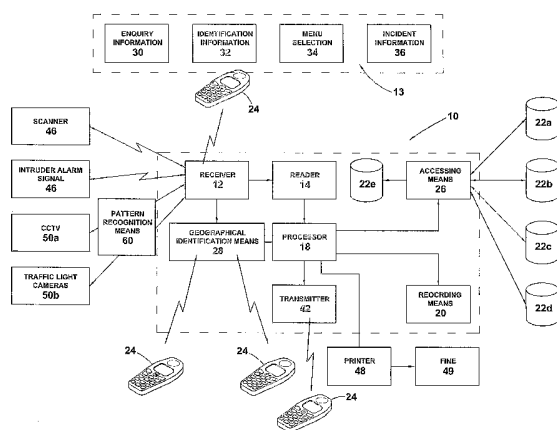 ENQUIRY
INFORMATION
30
IDENTIFICATION
INFORMATION
32
MENU
SELECTION
34
INCIDENT
INFORMATION
36
13
24
10
SCANNER
46
INTRUDER ALARM
SIGNAL
46
CCTV
50a
PATTERN
RECOGNITION
MEANS
60
TRAFFIC LIGHT
CAMERAS
50b
RECEIVER
12
READER
14
22e
ACCESSING
MEANS
26
22a
22b
22c
22d
GEOGRAPHICAL
IDENTIFICATION MEANS
28
PROCESSOR
18
TRANSMITTER
42
REOCRDING
MEANS
20
24
24
24
PRINTER
48
FINE
49